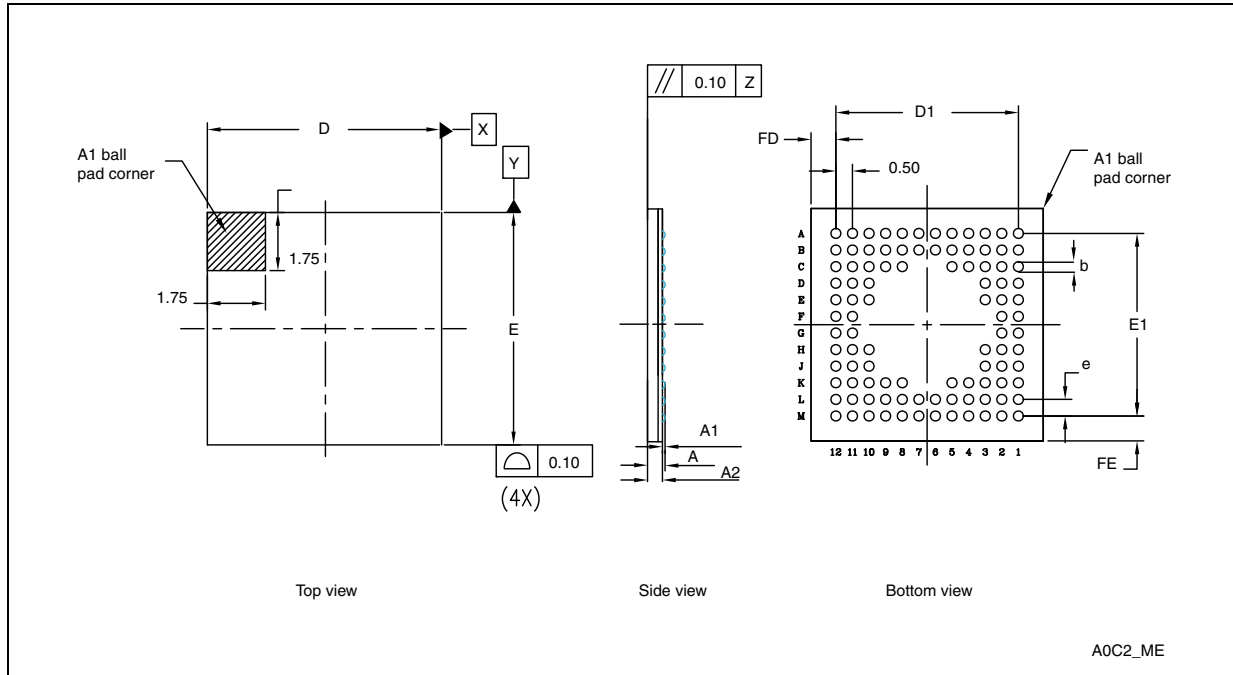 // 0.10 Z
D
X
Y
A1 ball
pad corner
1.75
1.75
E
0.10
(4X)
A1
A
A2
D1
FD
0.50
A1 ball
pad corner
A
B
C
D
E
F
G
H
J
K
L
M
b
E1
e
FE
12 11 10 9 8 7 6 5 4 3 2 1
Top view
Side view
Bottom view
A0C2_ME